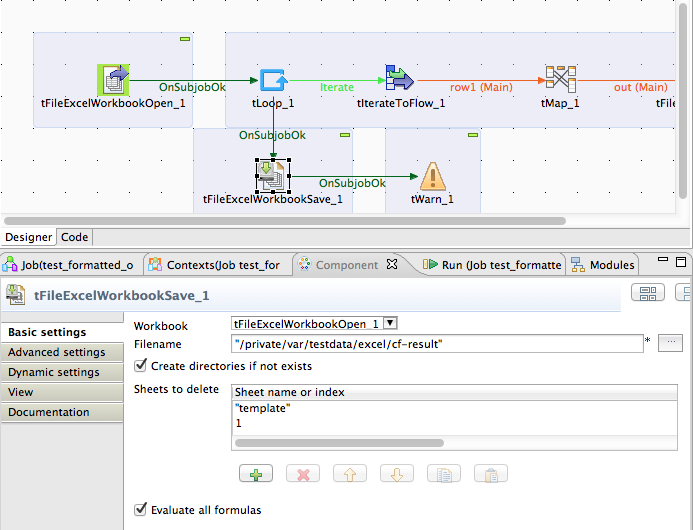 OnSubjobOk
Iterate
row1 (Main)
out (Main)
tFileExcelWorkbookOpen_1
tLoop_1
tIterateToFlow_1
tMap_1
tFile
OnSubjobOk
OnSubjobOk
tFileExcelWorkbookSave_1
tWarn_1
Designer
Code
Job(test_formatted_o
Contexts(Job test_for
Component
Run (Job test_formatte
Modules
tFileExcelWorkbookSave_1
Basic settings
Advanced settings
Dynamic settings
View
Documentation
Workbook
tFileExcelWorkbookOpen_1
Filename
"/private/var/testdata/excel/cf-result"
*
...
Create directories if not exists
Sheets to delete
Sheet name or index
"template"
1
Evaluate all formulas